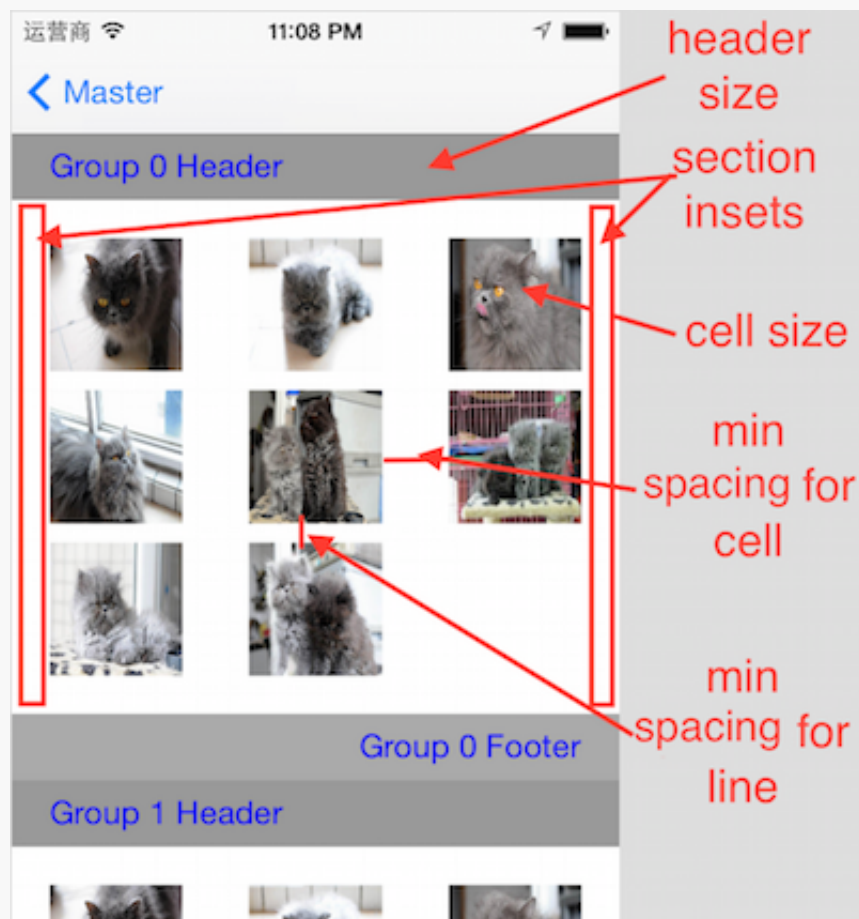 运营商 11:08 PM
Master
Group 0 Header
header
size
section
insets
cell size
min
spacing for
cell
min
spacing for
line
Group 0 Footer
Group 1 Header